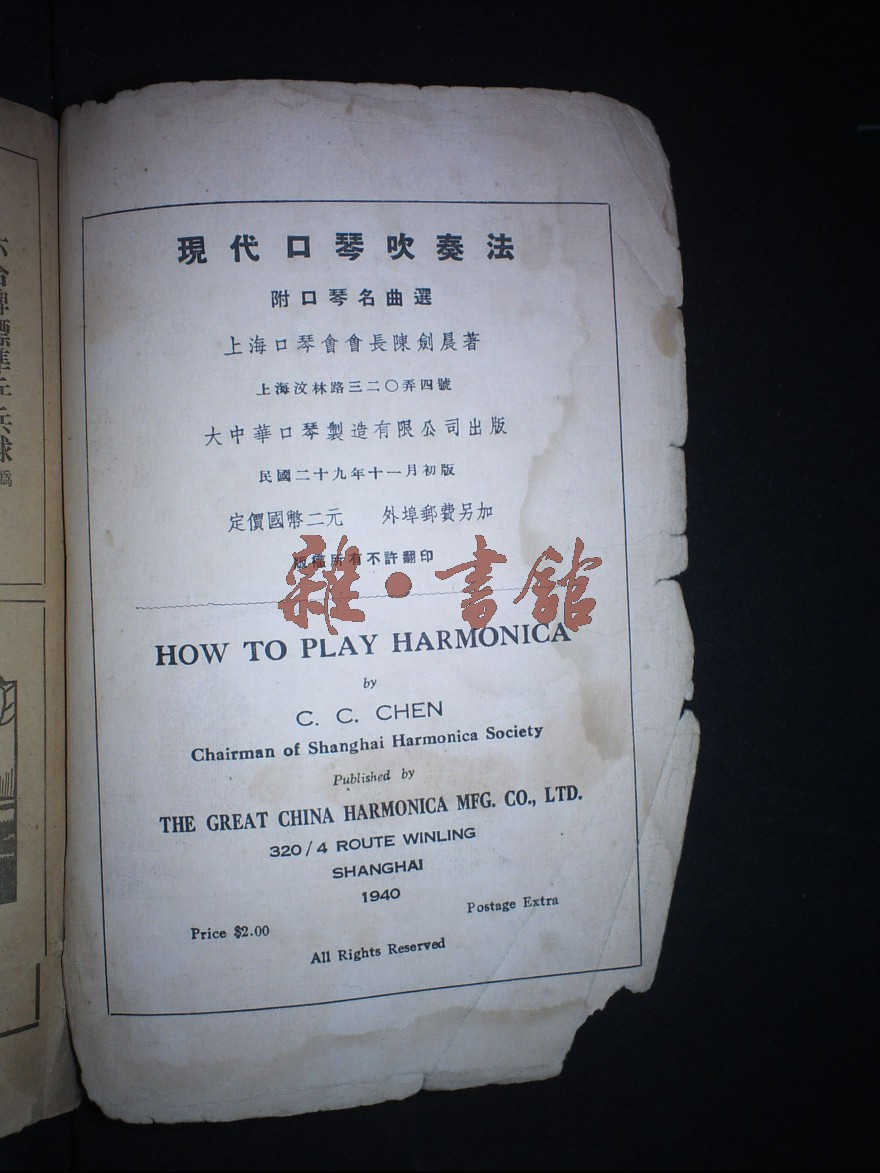 現代口琴吹奏法
附口琴名曲選
上海口琴會會長陳劍晨著
上海汶林路三二〇弄四號
大中華口琴製造有限公司出版
民國二十九年十一月初版
定價國幣二元 外埠郵費另加
版權所有不許翻印
雜•書館
HOW TO PLAY HARMONICA
by
C. C. CHEN
Chairman of Shanghai Harmonica Society
Published by
THE GREAT CHINA HARMONICA MFG. CO., LTD.
320/4 ROUTE WINLING
SHANGHAI
1940
Price $2.00 Postage Extra
All Rights Reserved